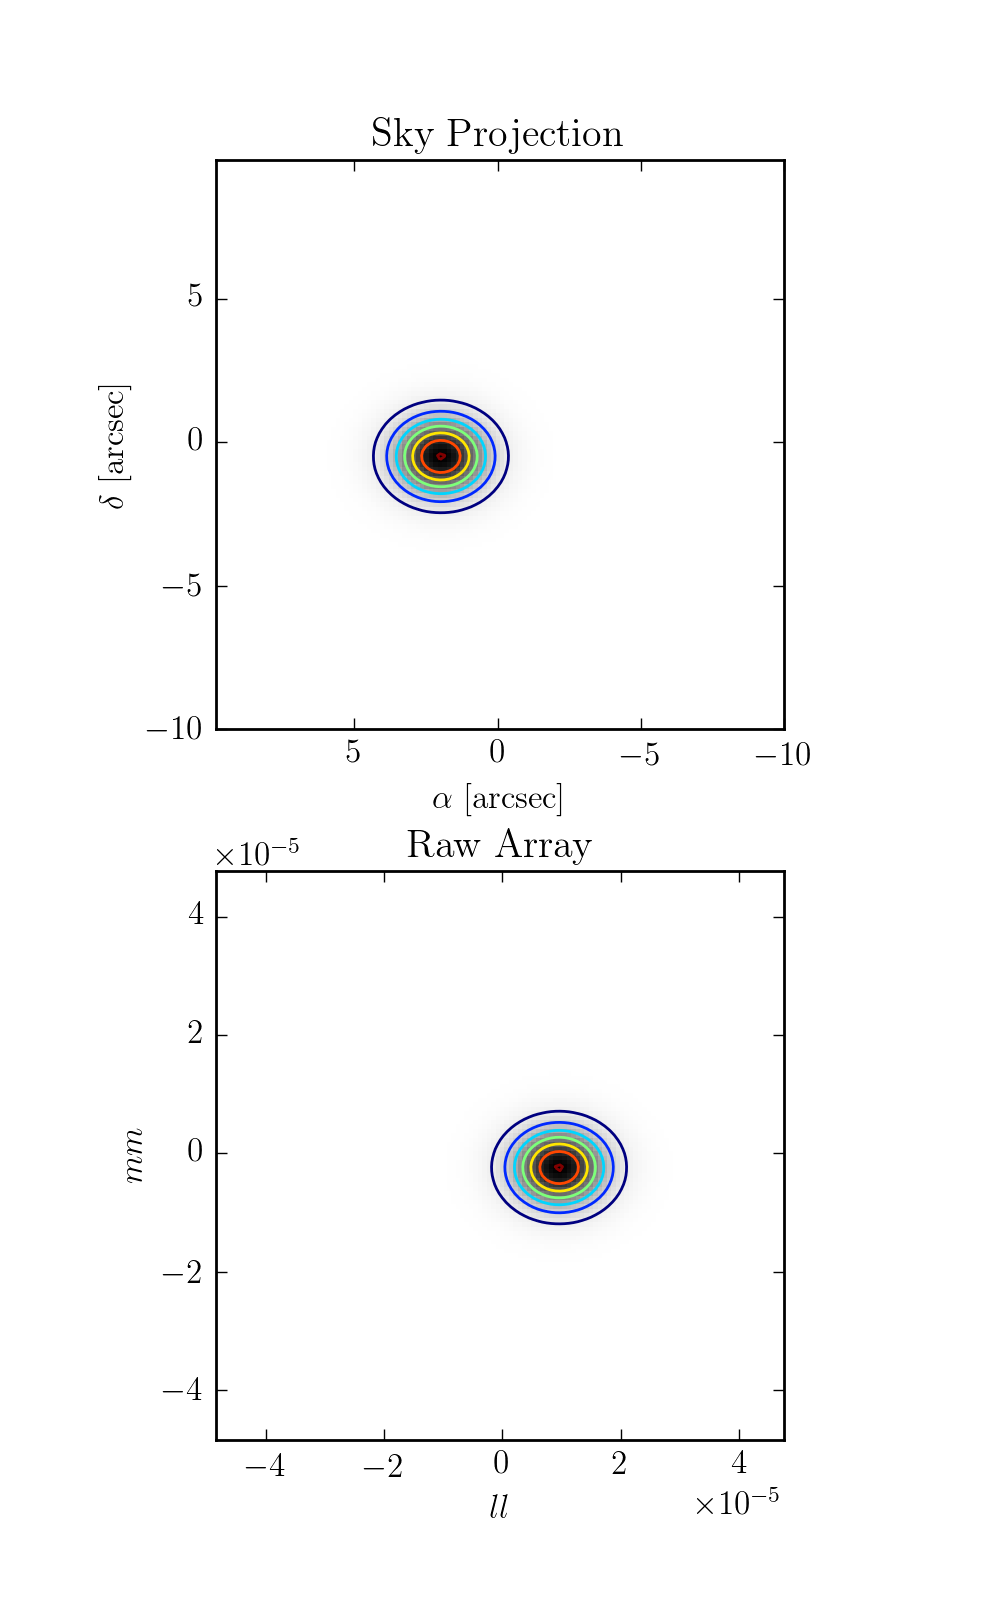 Sky Projection
5
0
−5
−10
δ [arcsec]
5 0 −5 −10
α [arcsec]
×10⁻⁵
Raw Array
4
2
0
−2
−4
mm
−4 −2 0 2 4
×10⁻⁵
ll